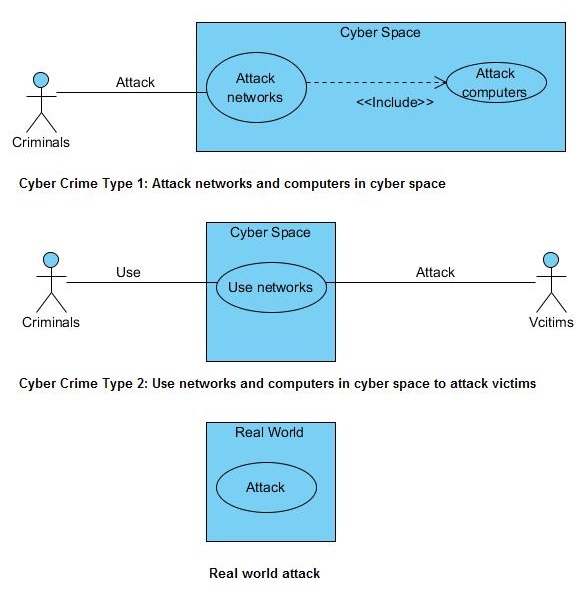 Cyber Space
Attack
Attack
networks
Attack
computers
<<Include>>
Criminals
Cyber Crime Type 1: Attack networks and computers in cyber space
Cyber Space
Use
Use networks
Attack
Criminals
Vcitims
Cyber Crime Type 2: Use networks and computers in cyber space to attack victims
Real World
Attack
Real world attack